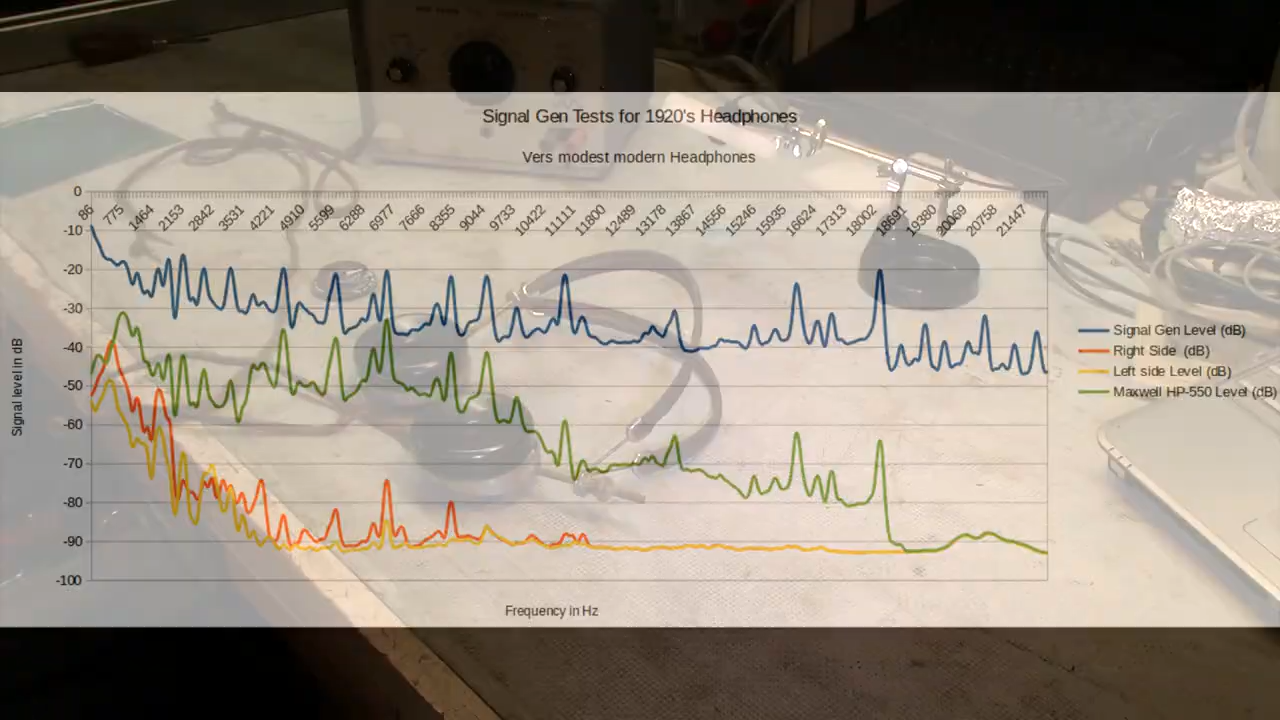 Signal Gen Tests for 1920's Headphones
Vers modest modern Headphones
0
-10
-20
-30
-40
-50
-60
-70
-80
-90
-100
86 775 1464 2153 2842 3531 4221 4910 5599 6288 6977 7666 8355 9044 9733 10422 11111 11800 12489 13178 13867 14556 15246 15935 16624 17313 18002 18691 19380 20069 20758 21447
Signal level in dB
Frequency in Hz
Signal Gen Level (dB)
Right Side (dB)
Left side Level (dB)
Maxwell HP-550 Level (dB)